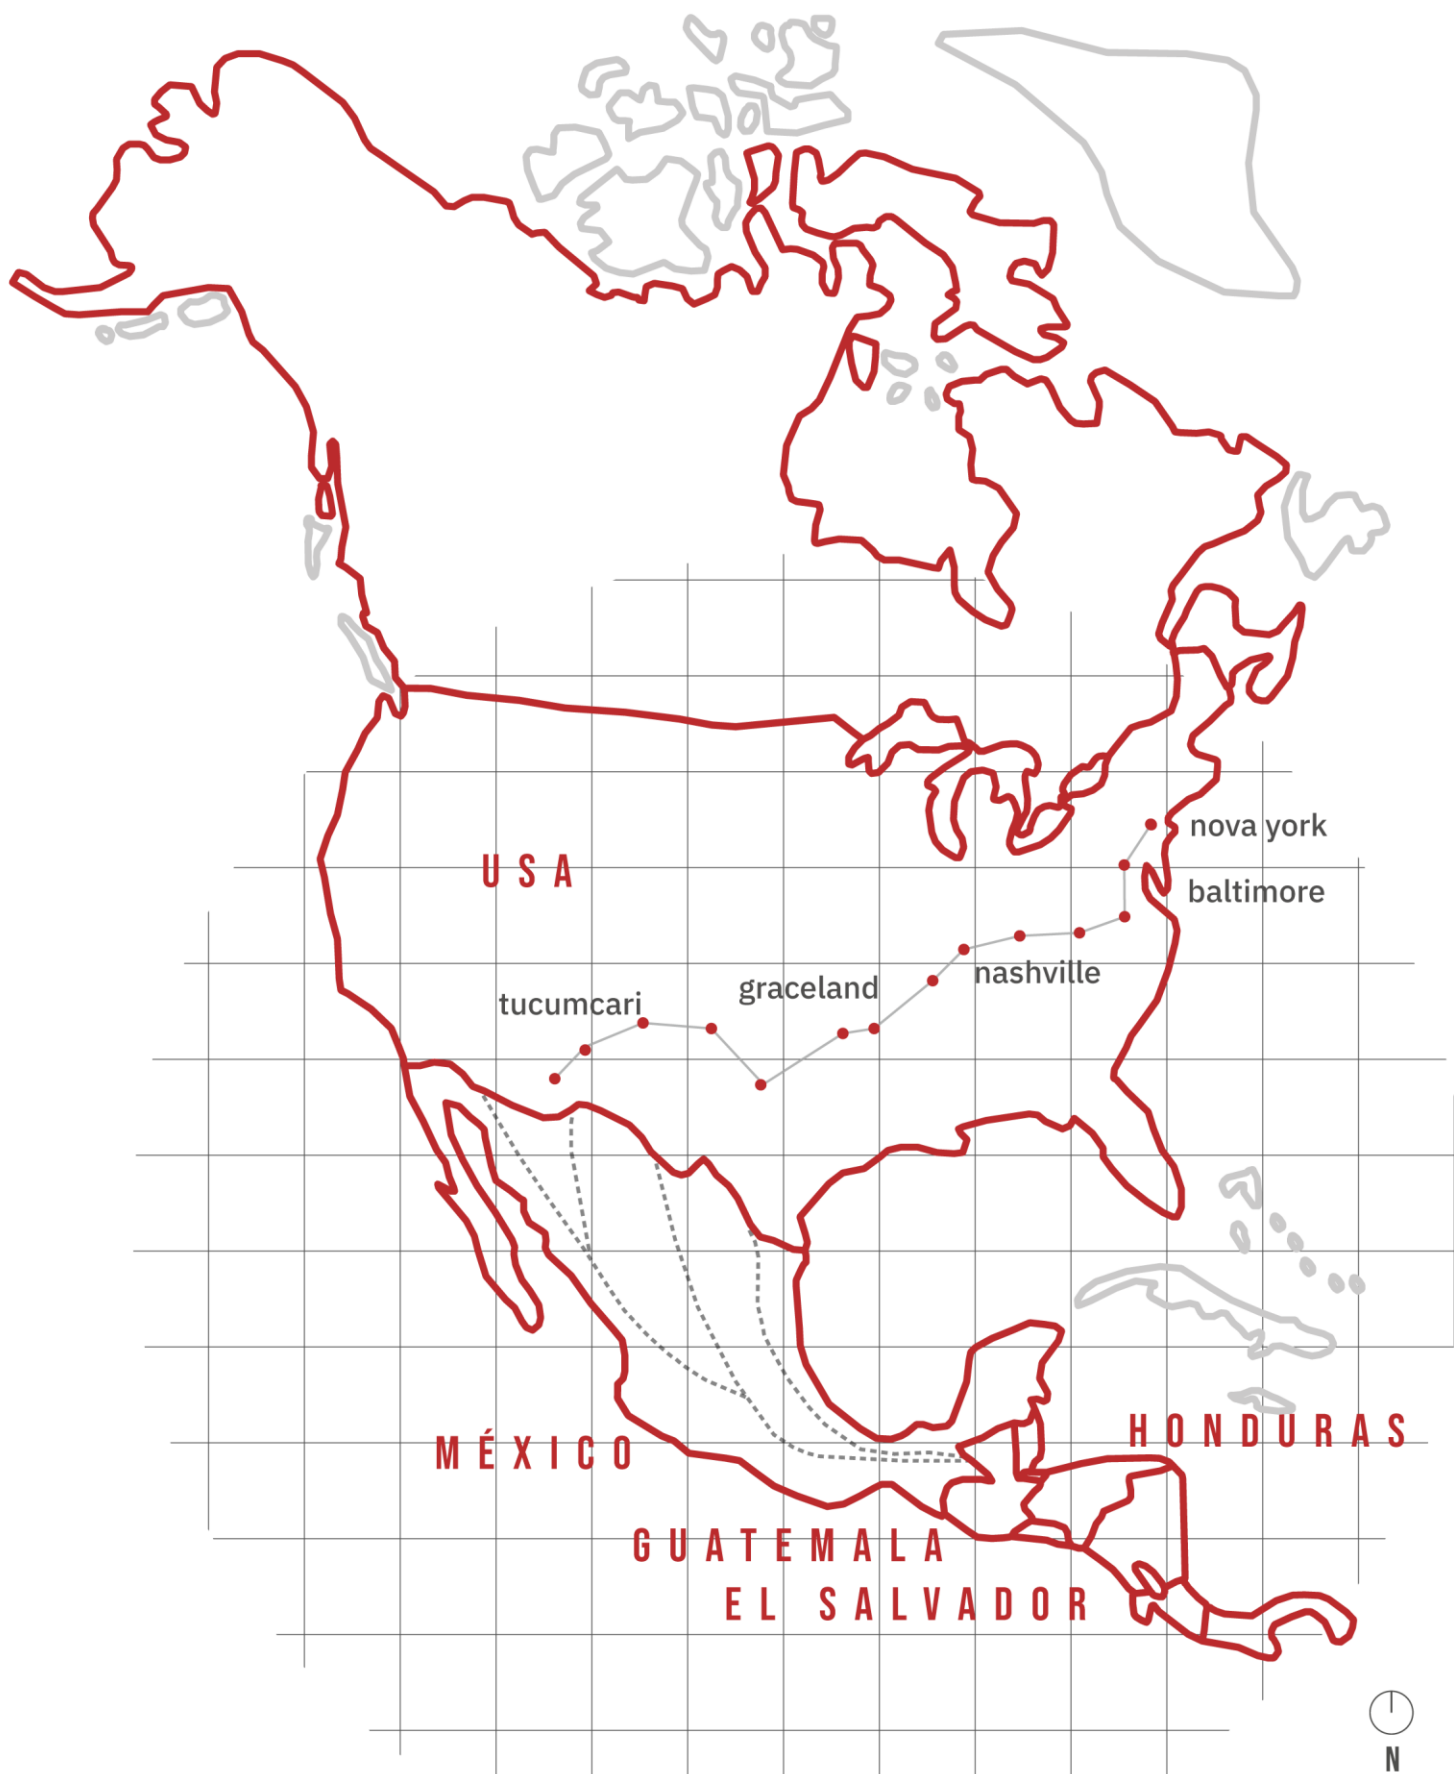 nova york
USA
baltimore
nashville
graceland
tucumcari
HONDURAS
MÉXICO
GUATEMALA
EL SALVADOR
N